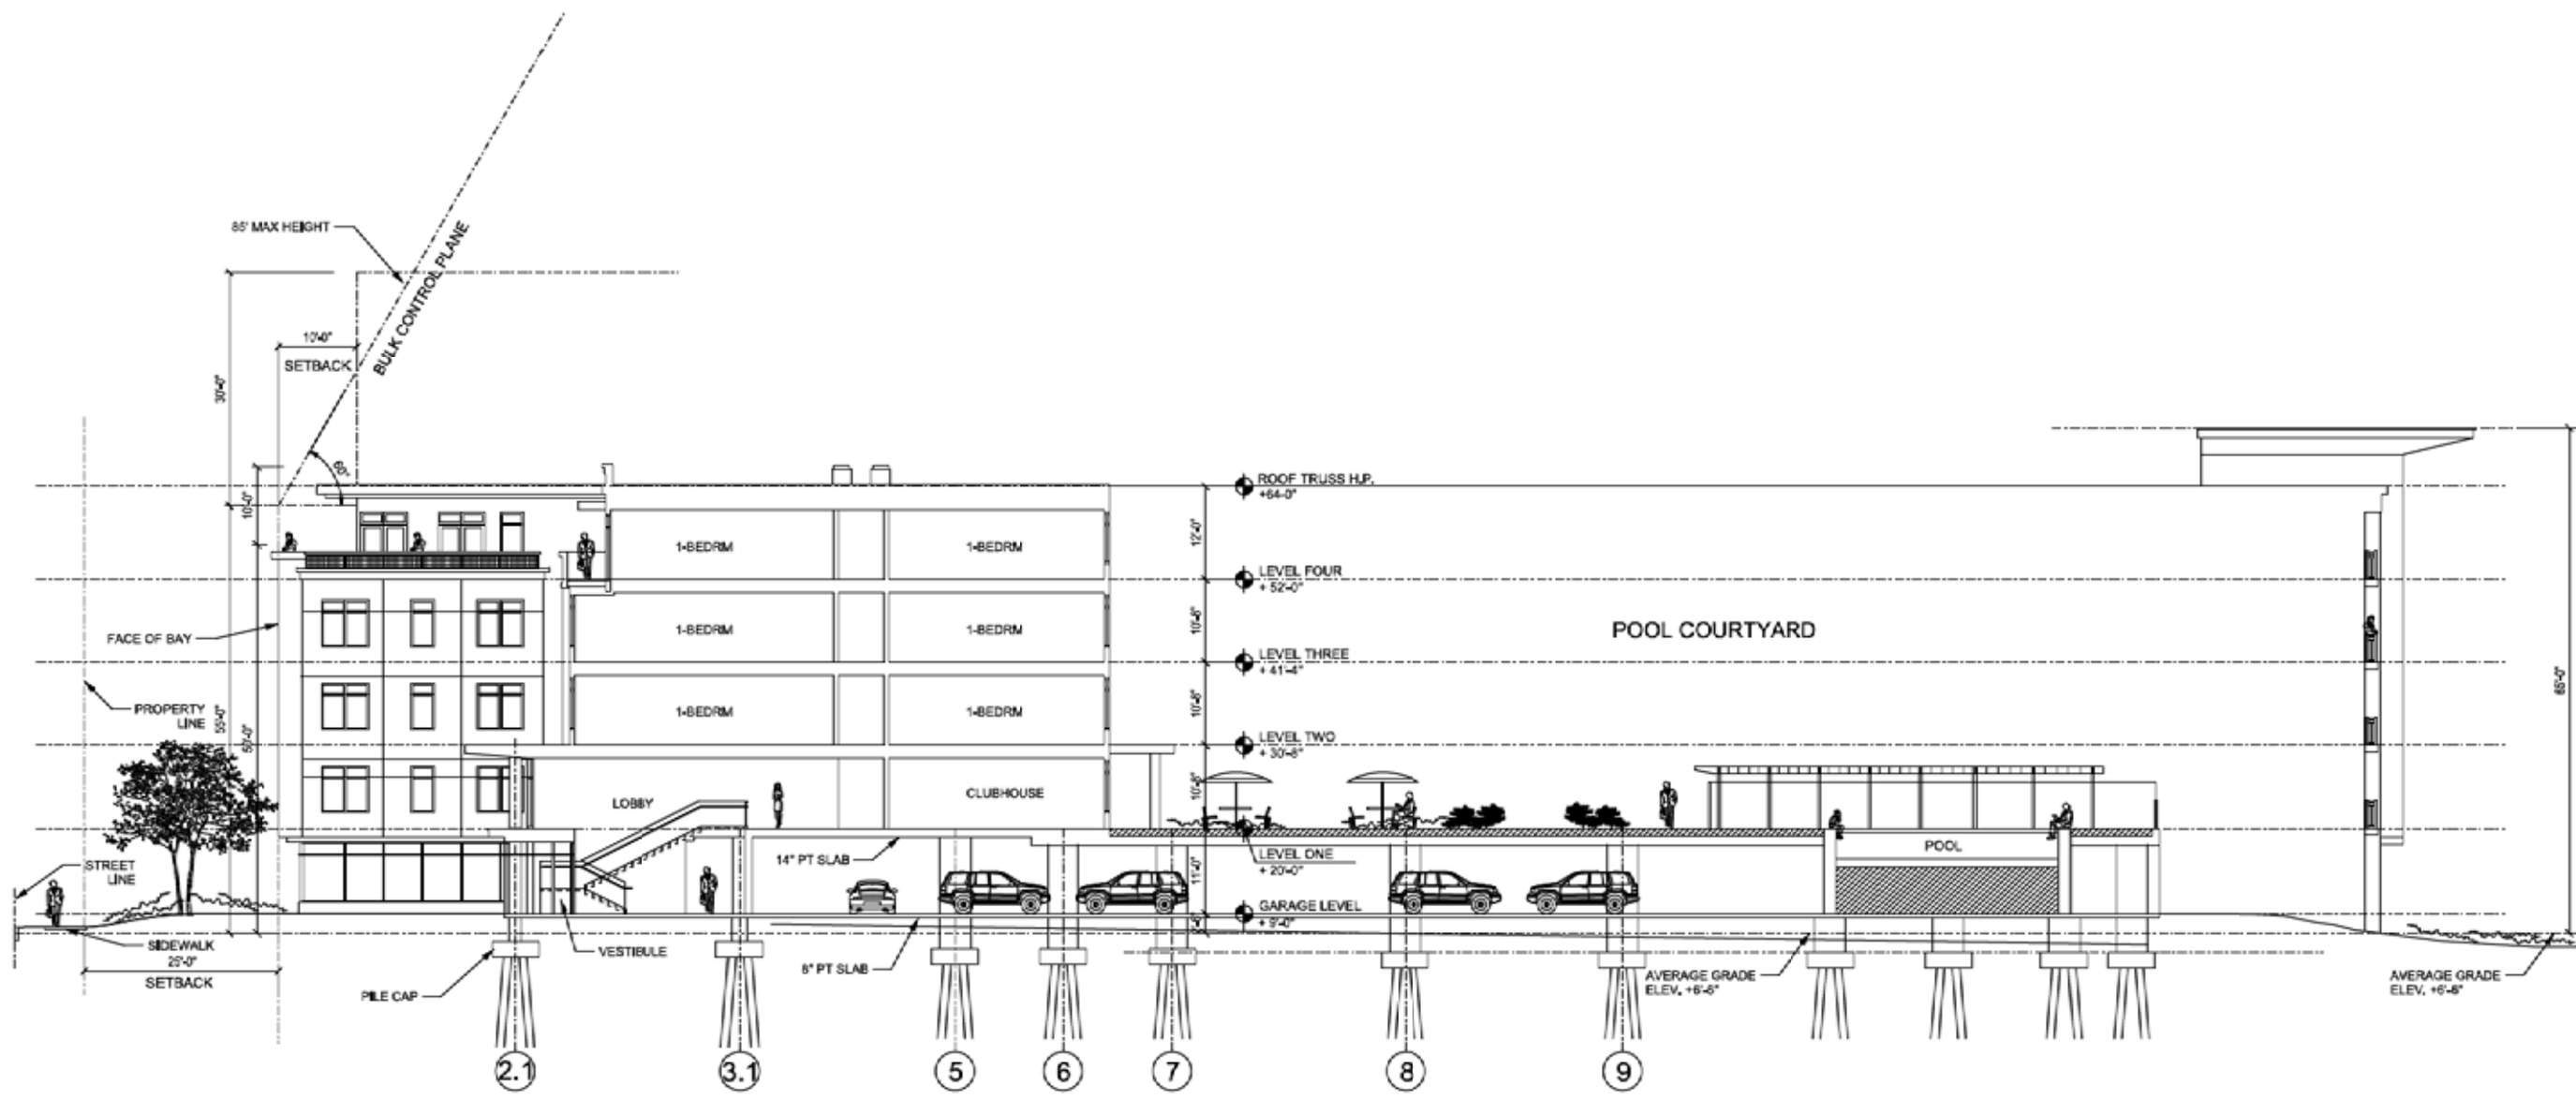 85' MAX HEIGHT
BULK CONTROL PLANE
10'-0"
SETBACK
30'-0"
60°
10'-0"
ROOF TRUSS H.P.
+64'-0"
12'-0"
1-BEDRM
1-BEDRM
LEVEL FOUR
+ 52'-0"
10'-8"
1-BEDRM
1-BEDRM
POOL COURTYARD
FACE OF BAY
LEVEL THREE
+ 41'-4"
65'-0"
PROPERTY
LINE
55'-0"
50'-0"
10'-8"
1-BEDRM
1-BEDRM
LEVEL TWO
+ 30'-8"
10'-8"
LOBBY
CLUBHOUSE
14" PT SLAB
POOL
LEVEL ONE
+ 20'-0"
STREET
LINE
11'-0"
GARAGE LEVEL
+ 9'-0"
SIDEWALK
VESTIBULE
25'-0"
SETBACK
8" PT SLAB
PILE CAP
AVERAGE GRADE
ELEV. +6'-6"
AVERAGE GRADE
ELEV. +6'-6"
2.1
3.1
5
6
7
8
9